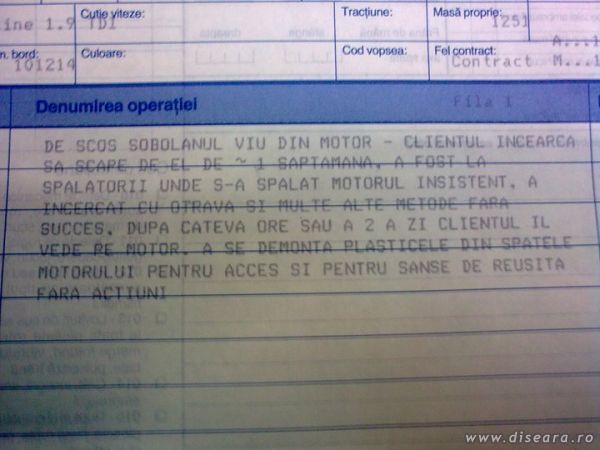 Cutie viteze:
Tracțiune:
Masă proprie:
ine 1.9 TDI
1251
A...1
n. bord:
Culoare:
Cod vopsea:
Fel contract:
101214
Contract M...1
Denumirea operației
Fila 1
DE SCOS SOBOLANUL VIU DIN MOTOR - CLIENTUL INCEARCA
SA SCAPE DE EL DE ~ 1 SAPTAMANA. A FOST LA
SPALATORII UNDE S-A SPALAT MOTORUL INSISTENT, A
INCERCAT CU OTRAVA SI MULTE ALTE METODE FARA
SUCCES. DUPA CATEVA ORE SAU A 2 A ZI CLIENTUL IL
VEDE PE MOTOR. A SE DEMONTA PLASTICELE DIN SPATELE
MOTORULUI PENTRU ACCES SI PENTRU SANSE DE REUSITA
FARA ACTIUNI
www.diseara.ro